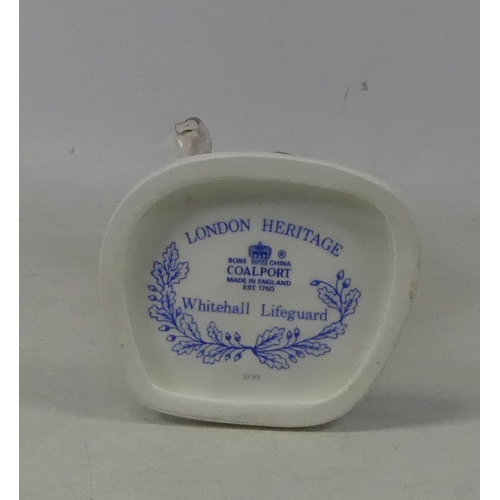 LONDON HERITAGE
BONE CHINA ®
COALPORT
MADE IN ENGLAND
EST. 1750
Whitehall Lifeguard